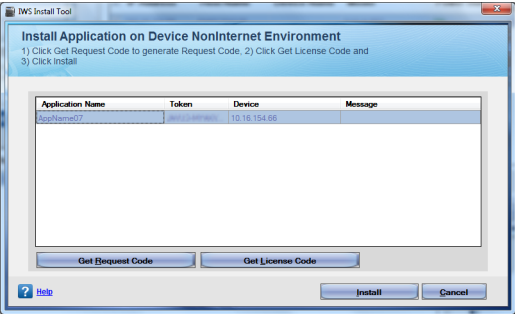 IWS Install Tool
Install Application on Device NonInternet Environment
1) Click Get Request Code to generate Request Code, 2) Click Get License Code and
3) Click Install
Application Name Token Device Message
AppName07 10.16.154.66
Get Request Code Get License Code
Help Install Cancel